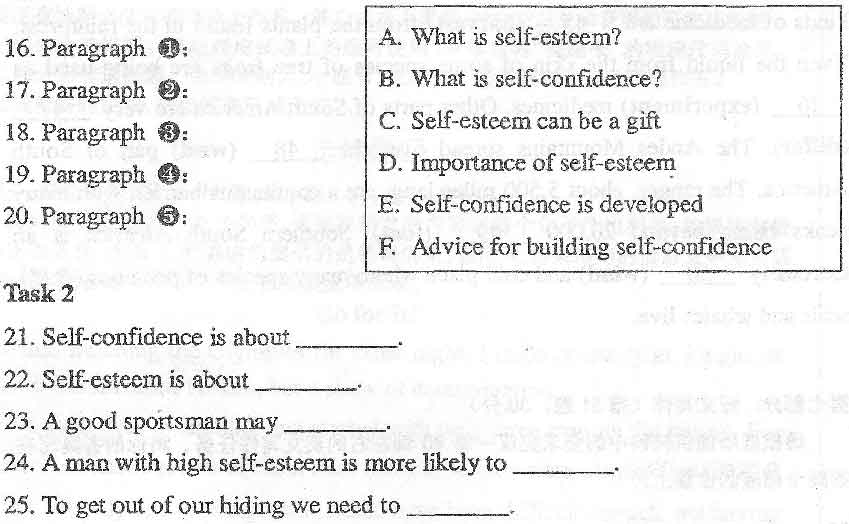 16. Paragraph ❶:
17. Paragraph ❷:
18. Paragraph ❸:
19. Paragraph ❹:
20. Paragraph ❺:
A. What is self-esteem?
B. What is self-confidence?
C. Self-esteem can be a gift
D. Importance of self-esteem
E. Self-confidence is developed
F. Advice for building self-confidence
Task 2
21. Self-confidence is about ________.
22. Self-esteem is about ________.
23. A good sportsman may ________.
24. A man with high self-esteem is more likely to ________.
25. To get out of our hiding we need to ________.